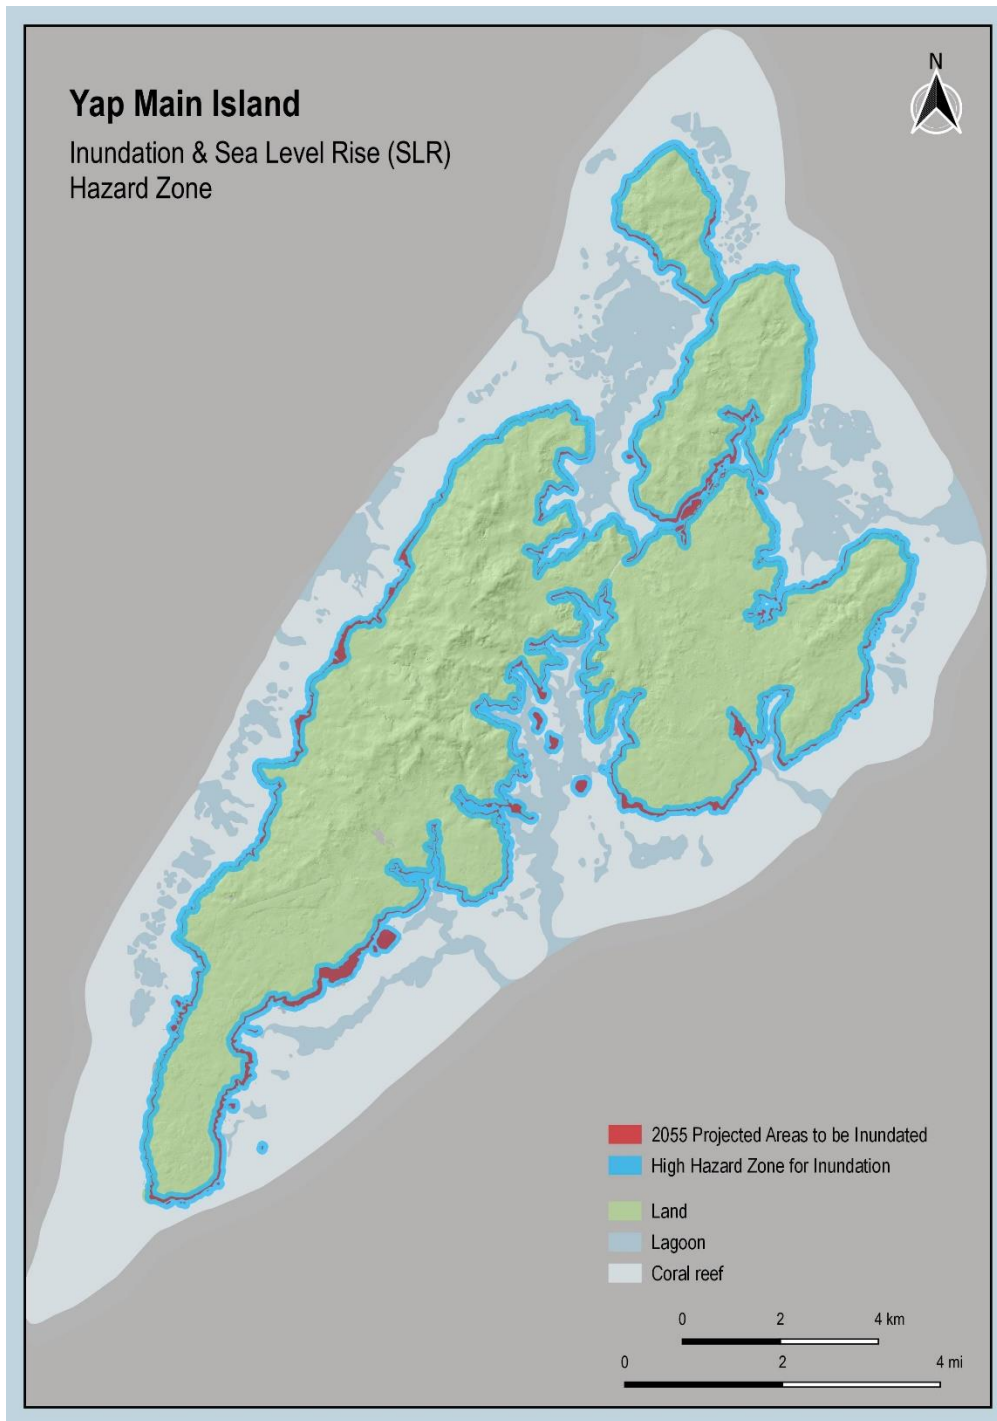 N
Yap Main Island
Inundation & Sea Level Rise (SLR)
Hazard Zone
2055 Projected Areas to be Inundated
High Hazard Zone for Inundation
Land
Lagoon
Coral reef
0 2 4 km
0 2 4 mi